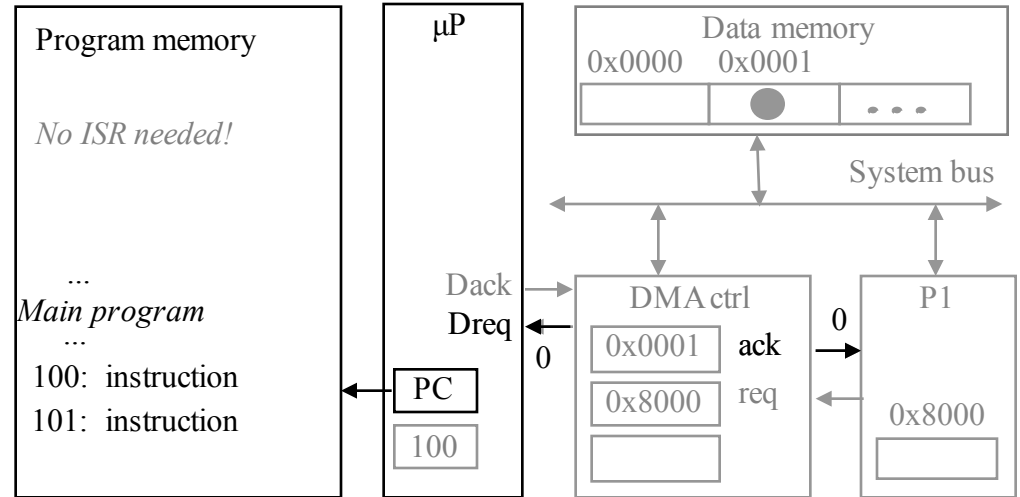 Program memory
No ISR needed!
...
Main program
...
100: instruction
101: instruction
μP
Dack
Dreq
0
PC
100
Data memory
0x0000 0x0001
...
System bus
DMA ctrl
0x0001 ack
0x8000 req
0
P1
0x8000